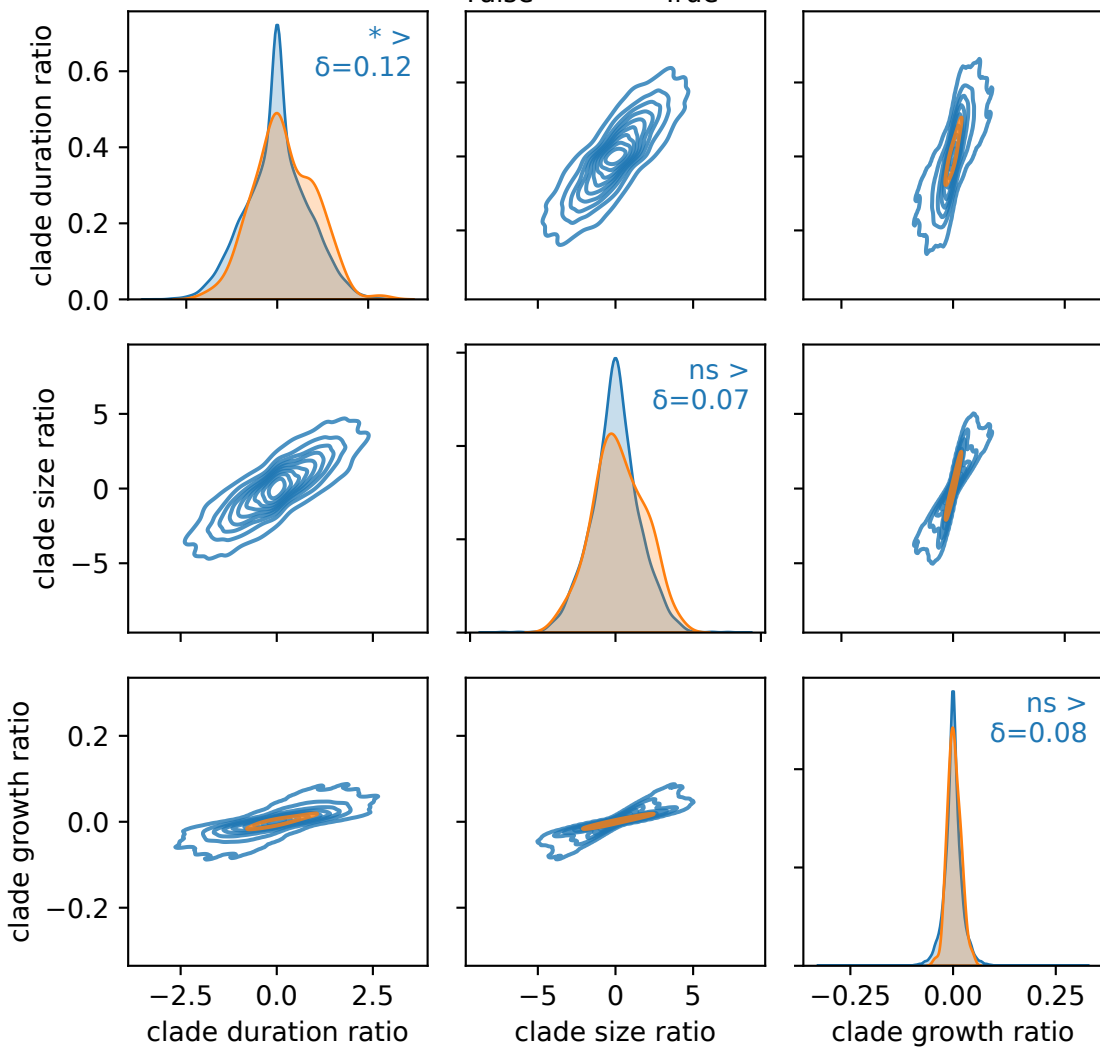 clade duration ratio
0.6
0.4
0.2
0.0
* >
δ=0.12
clade size ratio
5
0
−5
ns >
δ=0.07
clade growth ratio
0.2
0.0
−0.2
ns >
δ=0.08
−2.5
0.0
2.5
−5
0
5
−0.25
0.00
0.25
clade duration ratio
clade size ratio
clade growth ratio